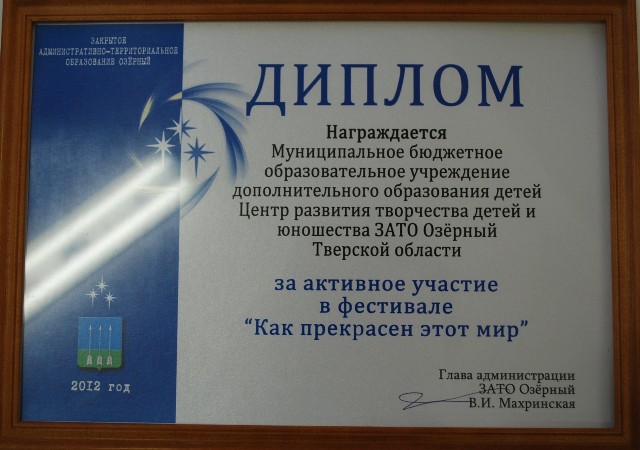 ЗАКРЫТОЕ
АДМИНИСТРАТИВНО-ТЕРРИТОРИАЛЬНОЕ
ОБРАЗОВАНИЕ ОЗЁРНЫЙ
ДИПЛОМ
Награждается
Муниципальное бюджетное
образовательное учреждение
дополнительного образования детей
Центр развития творчества детей и
юношества ЗАТО Озёрный
Тверской области
за активное участие
в фестивале
“Как прекрасен этот мир”
2012 год
Глава администрации
ЗАТО Озёрный
В.И. Махринская